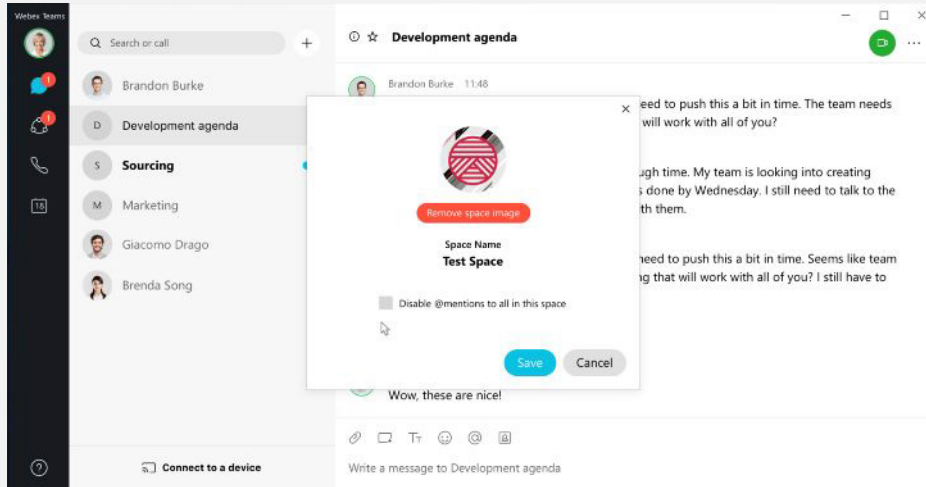 Webex Teams
Search or call
+
Development agenda
1
Brandon Burke
Brandon Burke 11:48
eed to push this a bit in time. The team needs
will work with all of you?
1
D Development agenda
S Sourcing
ugh time. My team is looking into creating
s done by Wednesday. I still need to talk to the
th them.
18
M Marketing
Remove space image
Giacomo Drago
Space Name
Test Space
need to push this a bit in time. Seems like team
g that will work with all of you? I still have to
Brenda Song
Disable @mentions to all in this space
Save Cancel
Wow, these are nice!
Connect to a device
Write a message to Development agenda